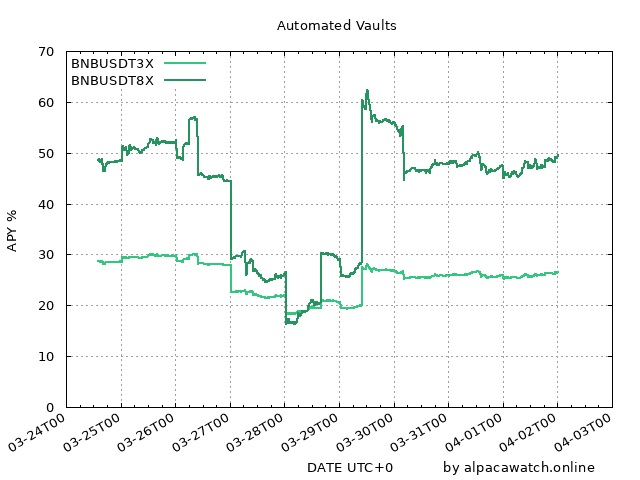 Automated Vaults
BNBUSDT3X
BNBUSDT8X
APY %
70
60
50
40
30
20
10
0
03-24T00
03-25T00
03-26T00
03-27T00
03-28T00
03-29T00
03-30T00
03-31T00
04-01T00
04-02T00
04-03T00
DATE UTC+0
by alpacawatch.online